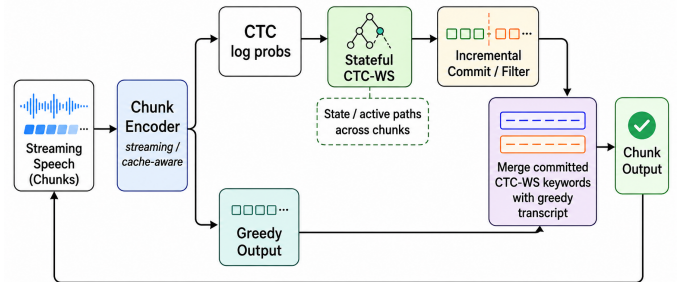 Streaming
Speech
(Chunks)
Chunk
Encoder
streaming /
cache-aware
CTC
log probs
Stateful
CTC-WS
State / active paths
across chunks
Incremental
Commit / Filter
Greedy
Output
Merge committed
CTC-WS keywords
with greedy
transcript
Chunk
Output